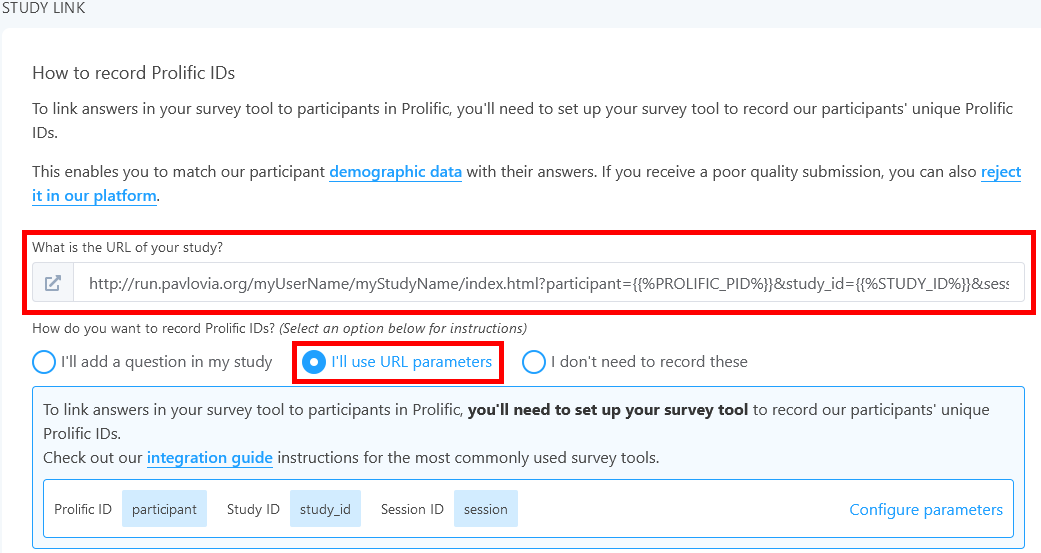 STUDY LINK
How to record Prolific IDs
To link answers in your survey tool to participants in Prolific, you'll need to set up your survey tool to record our participants' unique Prolific
IDs.
This enables you to match our participant demographic data with their answers. If you receive a poor quality submission, you can also reject
it in our platform.
What is the URL of your study?
http://run.pavlovia.org/myUserName/myStudyName/index.html?participant={{%PROLIFIC_PID%}}&study_id={{%STUDY_ID%}}&sess
How do you want to record Prolific IDs? (Select an option below for instructions)
I'll add a question in my study I'll use URL parameters I don't need to record these
To link answers in your survey tool to participants in Prolific, you'll need to set up your survey tool to record our participants' unique
Prolific IDs.
Check out our integration guide instructions for the most commonly used survey tools.
Prolific ID participant Study ID study_id Session ID session Configure parameters